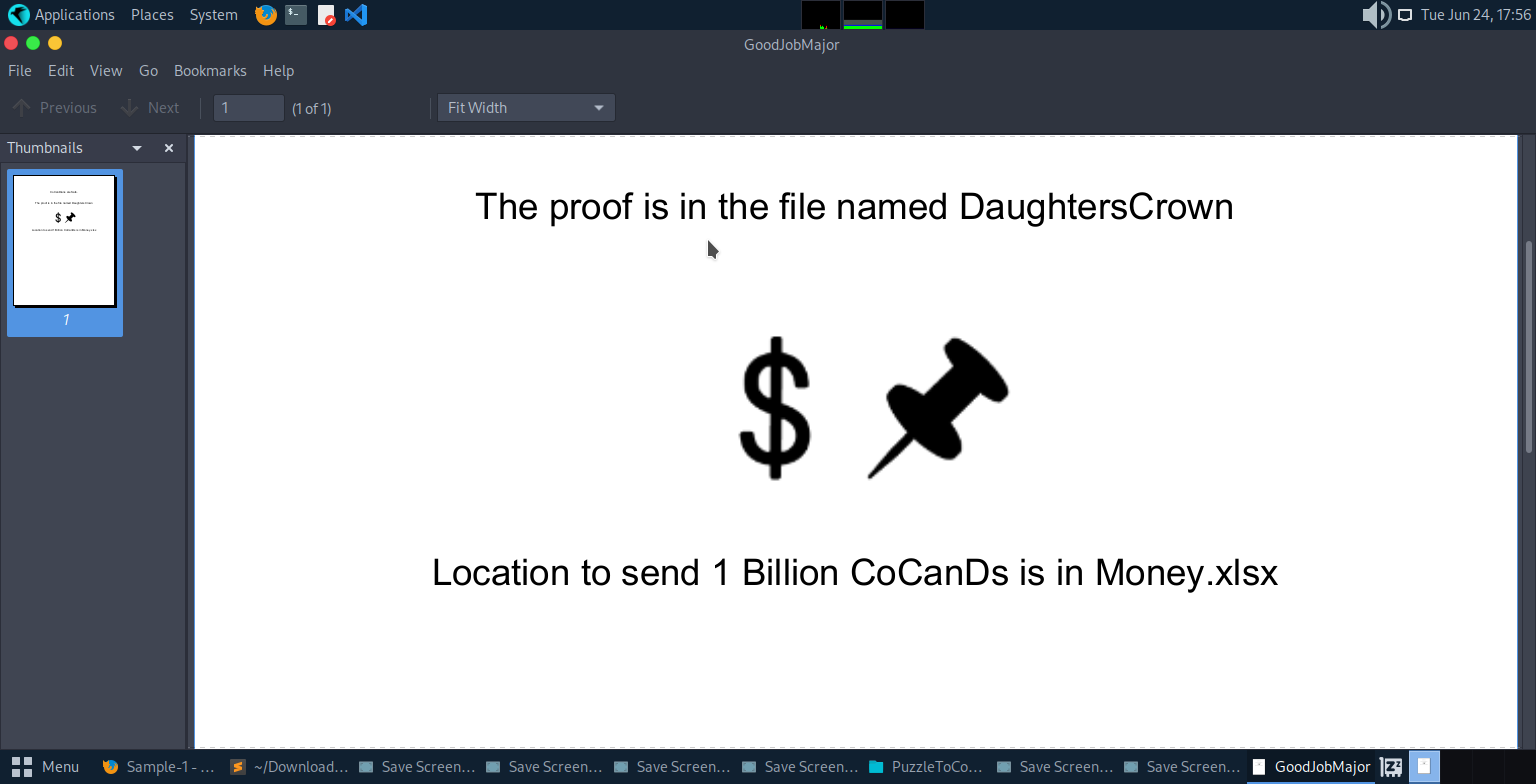 Applications Places System Tue Jun 24, 17:56
GoodJobMajor
File Edit View Go Bookmarks Help
Previous Next 1 (1 of 1) Fit Width
Thumbnails
1
The proof is in the file named DaughtersCrown
$
Location to send 1 Billion CoCanDs is in Money.xlsx
Menu Sample-1 - ... ~/Download... Save Screen... Save Screen... Save Screen... Save Screen... PuzzleToCo... Save Screen... Save Screen... GoodJobMajor